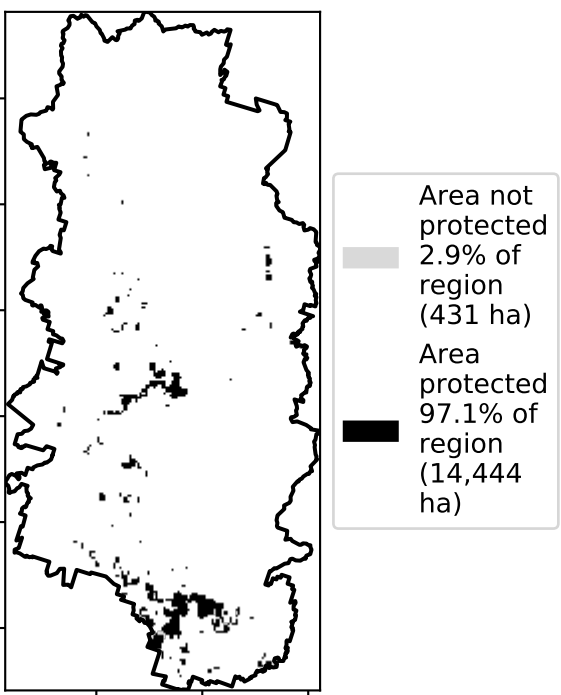 Area not
protected
2.9% of
region
(431 ha)
Area
protected
97.1% of
region
(14,444
ha)